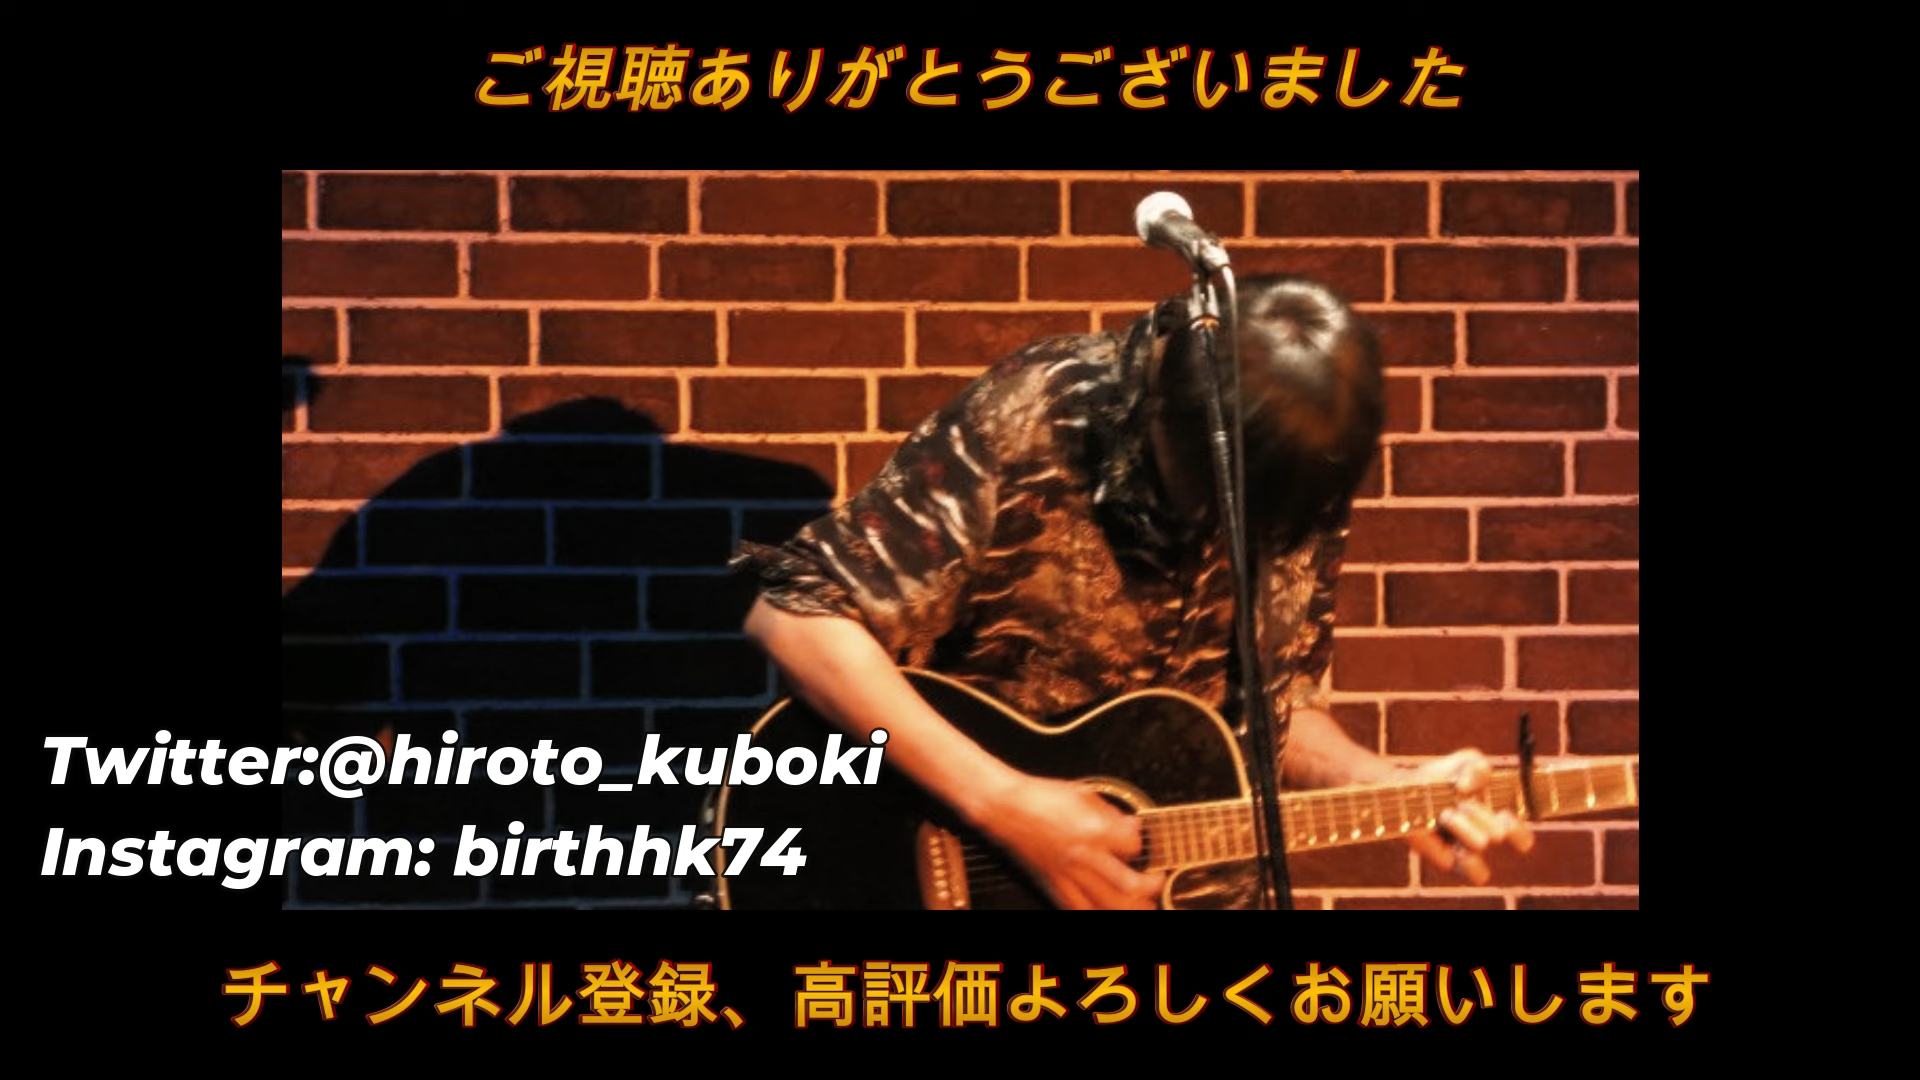 ご視聴ありがとうございました
Twitter:@hiroto_kuboki
Instagram: birthhk74
チャンネル登録、高評価よろしくお願いします